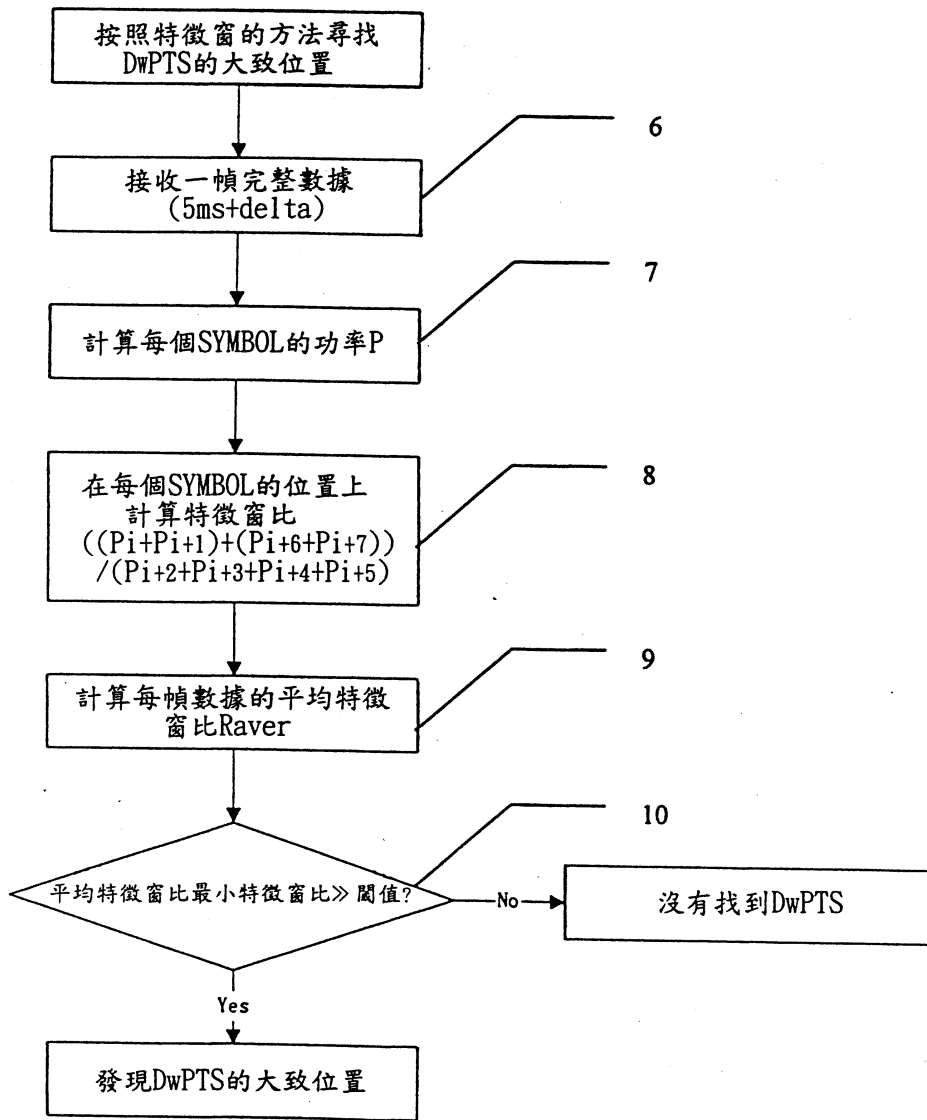 按照特徵窗的方法尋找
DwPTS的大致位置
6
接收一幀完整數據
(5ms+delta)
7
計算每個SYMBOL的功率P
8
在每個SYMBOL的位置上
計算特徵窗比
((Pi+Pi+1)+(Pi+6+Pi+7))
/(Pi+2+Pi+3+Pi+4+Pi+5)
9
計算每幀數據的平均特徵
窗比Raver
10
平均特徵窗比最小特徵窗比≫閾值?
No
沒有找到DwPTS
Yes
發現DwPTS的大致位置